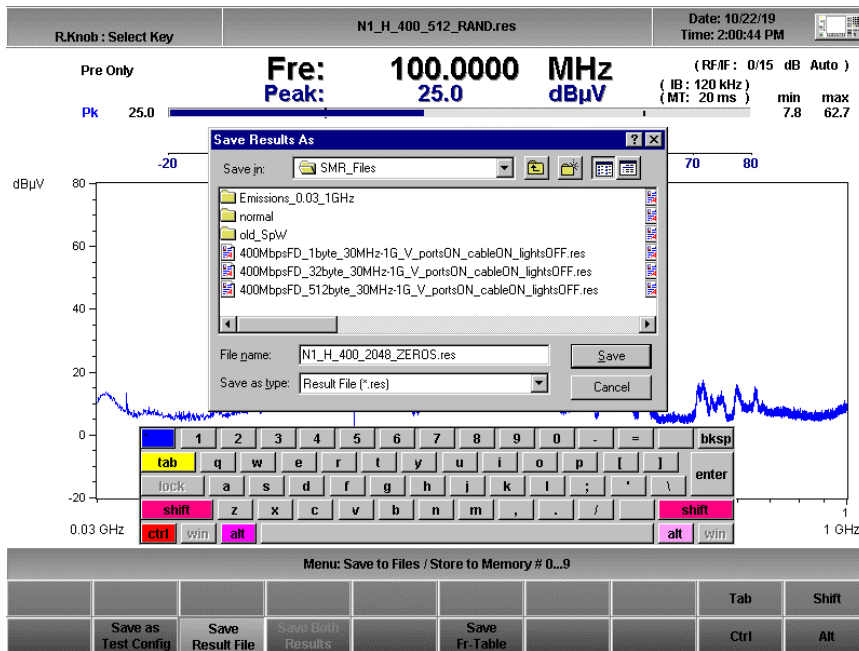 R.Knob : Select Key
N1_H_400_512_RAND.res
Date: 10/22/19
Time: 2:00:44 PM
Pre Only
Fre: 100.0000 MHz
Peak: 25.0 dBµV
( RF/IF : 0/15 dB Auto )
( IB : 120 kHz )
( MT: 20 ms )
min max
7.8 62.7
Pk 25.0
Save Results As
Save in: SMR_Files
Emissions_0.03_1GHz
normal
old_SpW
400MbpsFD_1byte_30MHz-1G_V_portsON_cableON_lightsOFF.res
400MbpsFD_32byte_30MHz-1G_V_portsON_cableON_lightsOFF.res
400MbpsFD_512byte_30MHz-1G_V_portsON_cableON_lightsOFF.res
File name: N1_H_400_2048_ZEROS.res Save
Save as type: Result File (*.res) Cancel
-20 70 80
dBµV
80
60
40
20
0
-20
0.03 GHz
1
1 GHz
1 2 3 4 5 6 7 8 9 0 - = bksp
tab q w e r t y u i o p [ ] enter
lock a s d f g h j k l ; ' \
shift z x c v b n m , . / shift
ctrl win alt alt win
Menu: Save to Files / Store to Memory # 0...9
Tab Shift
Save as Test Config
Save Result File
Save Both Results
Save Fr-Table
Ctrl Alt